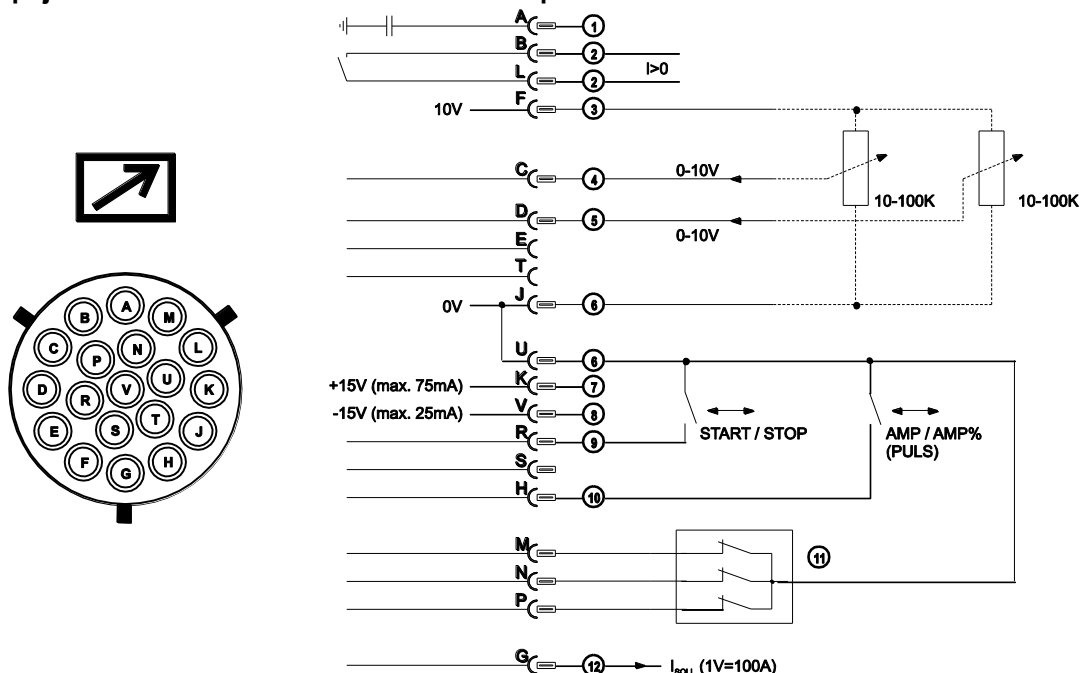 A 1
B 2
L 2 I>0
10V F 3
C 4 0-10V
10-100K 10-100K
D 5
0-10V
E
T
0V J 6
U 6
+15V (max. 75mA) K 7
-15V (max. 25mA) V 8
R 9
START / STOP
AMP / AMP%
(PULS)
S
H 10
M 11
N
P
G 12 ISOLL (1V=100A)
A
B M
C P N L
D R V U K
E S T J
F G H